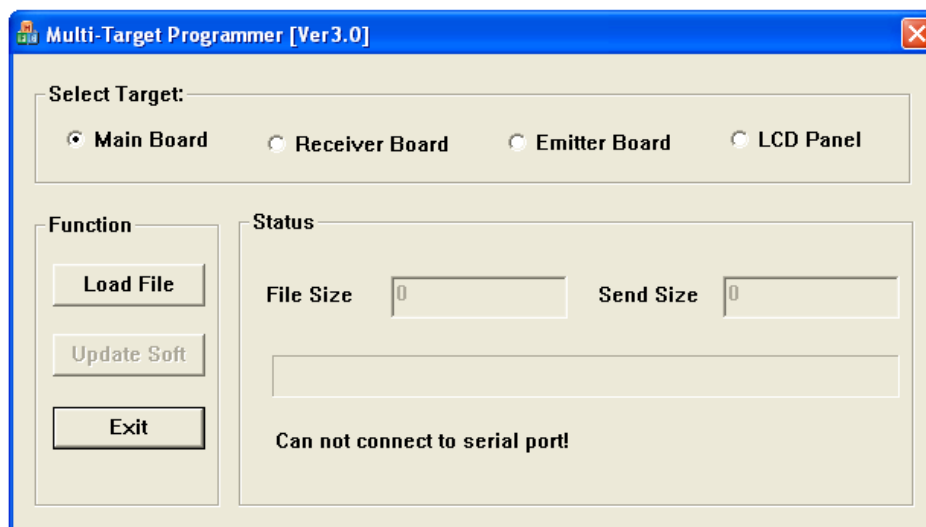 Multi-Target Programmer [Ver3.0]
Select Target:
Main Board Receiver Board Emitter Board LCD Panel
Function
Load File
Update Soft
Exit
Status
File Size 0 Send Size 0
Can not connect to serial port!